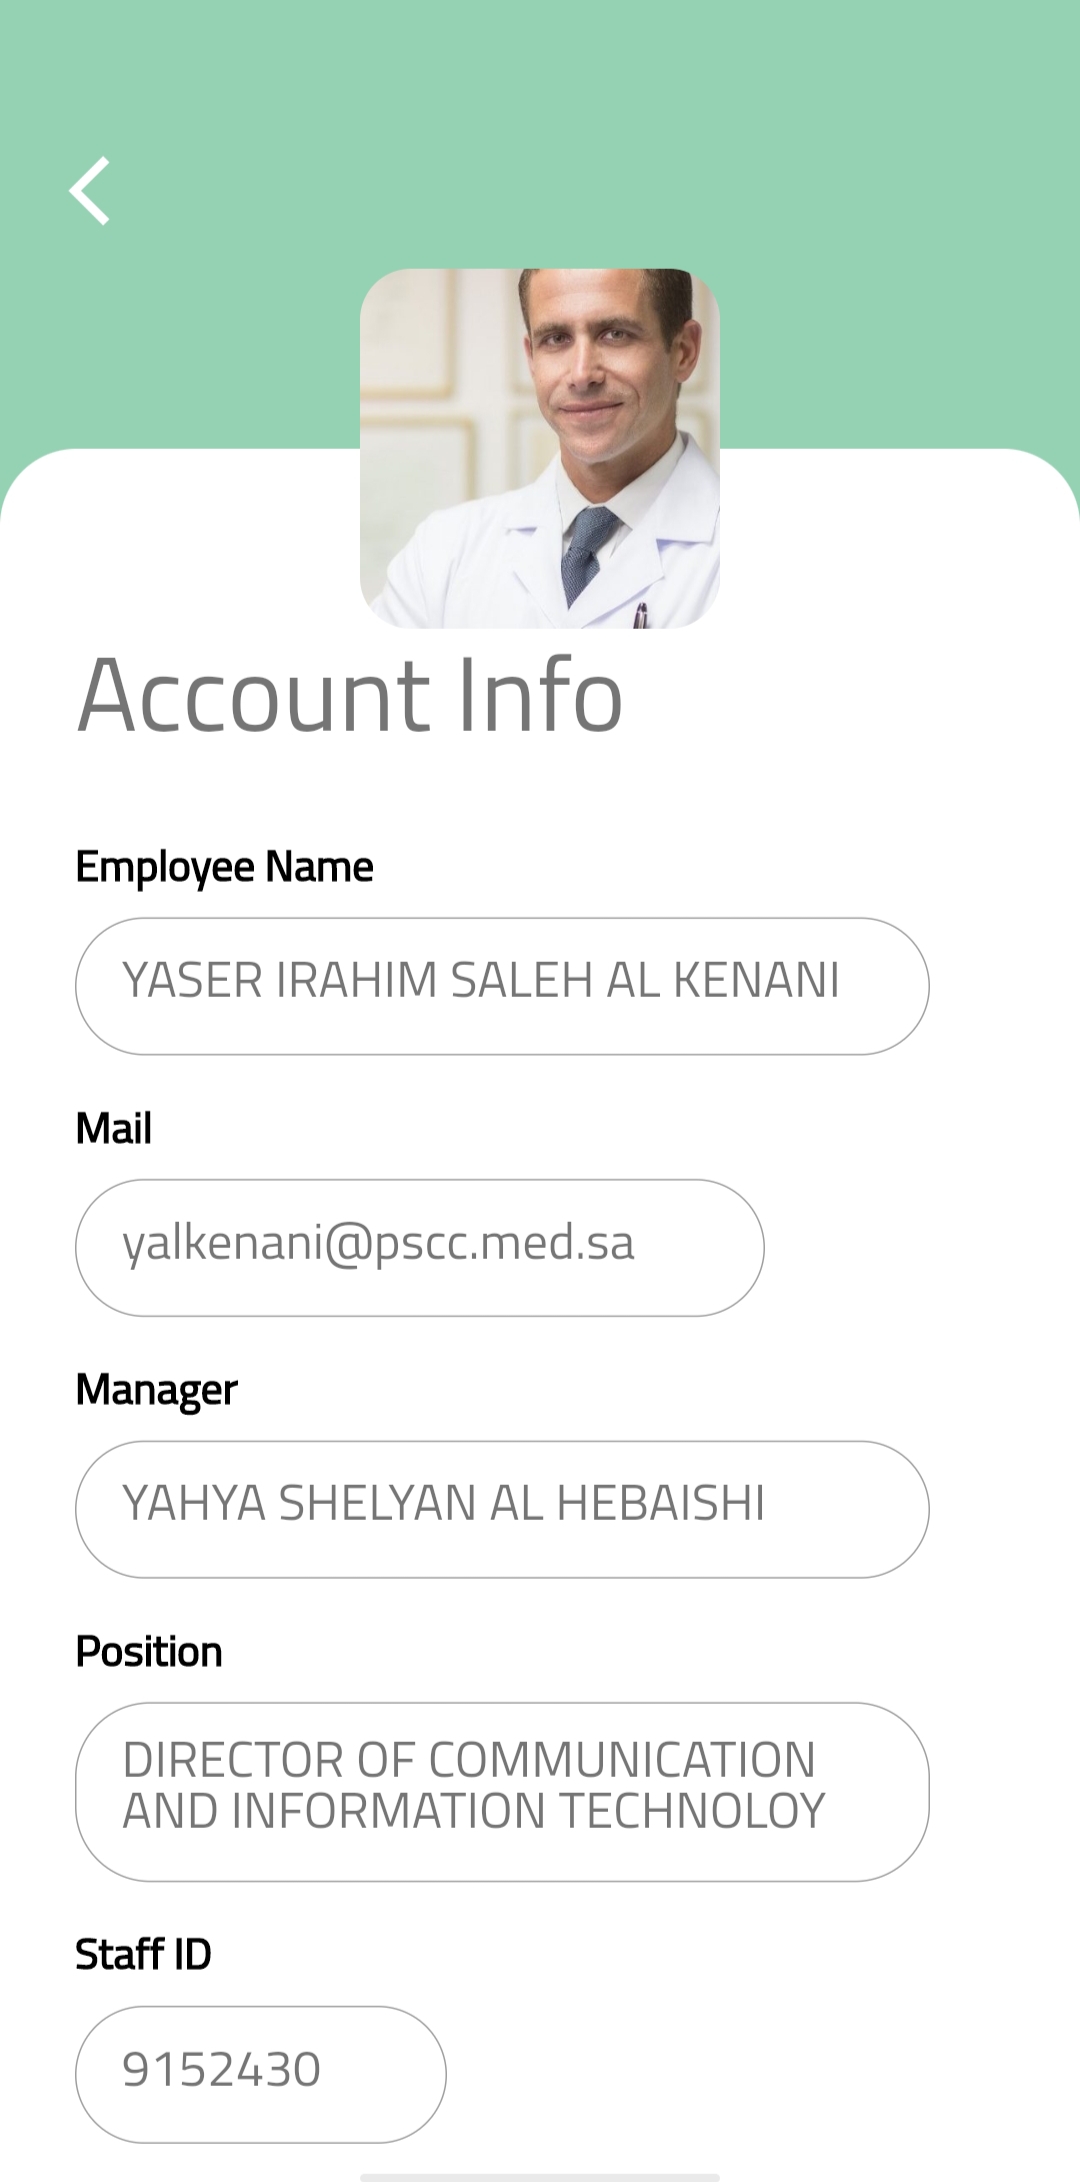 Account Info
Employee Name
YASER IRAHIM SALEH AL KENANI
Mail
yalkenani@pscc.med.sa
Manager
YAHYA SHELYAN AL HEBAISHI
Position
DIRECTOR OF COMMUNICATION
AND INFORMATION TECHNOLOY
Staff ID
9152430